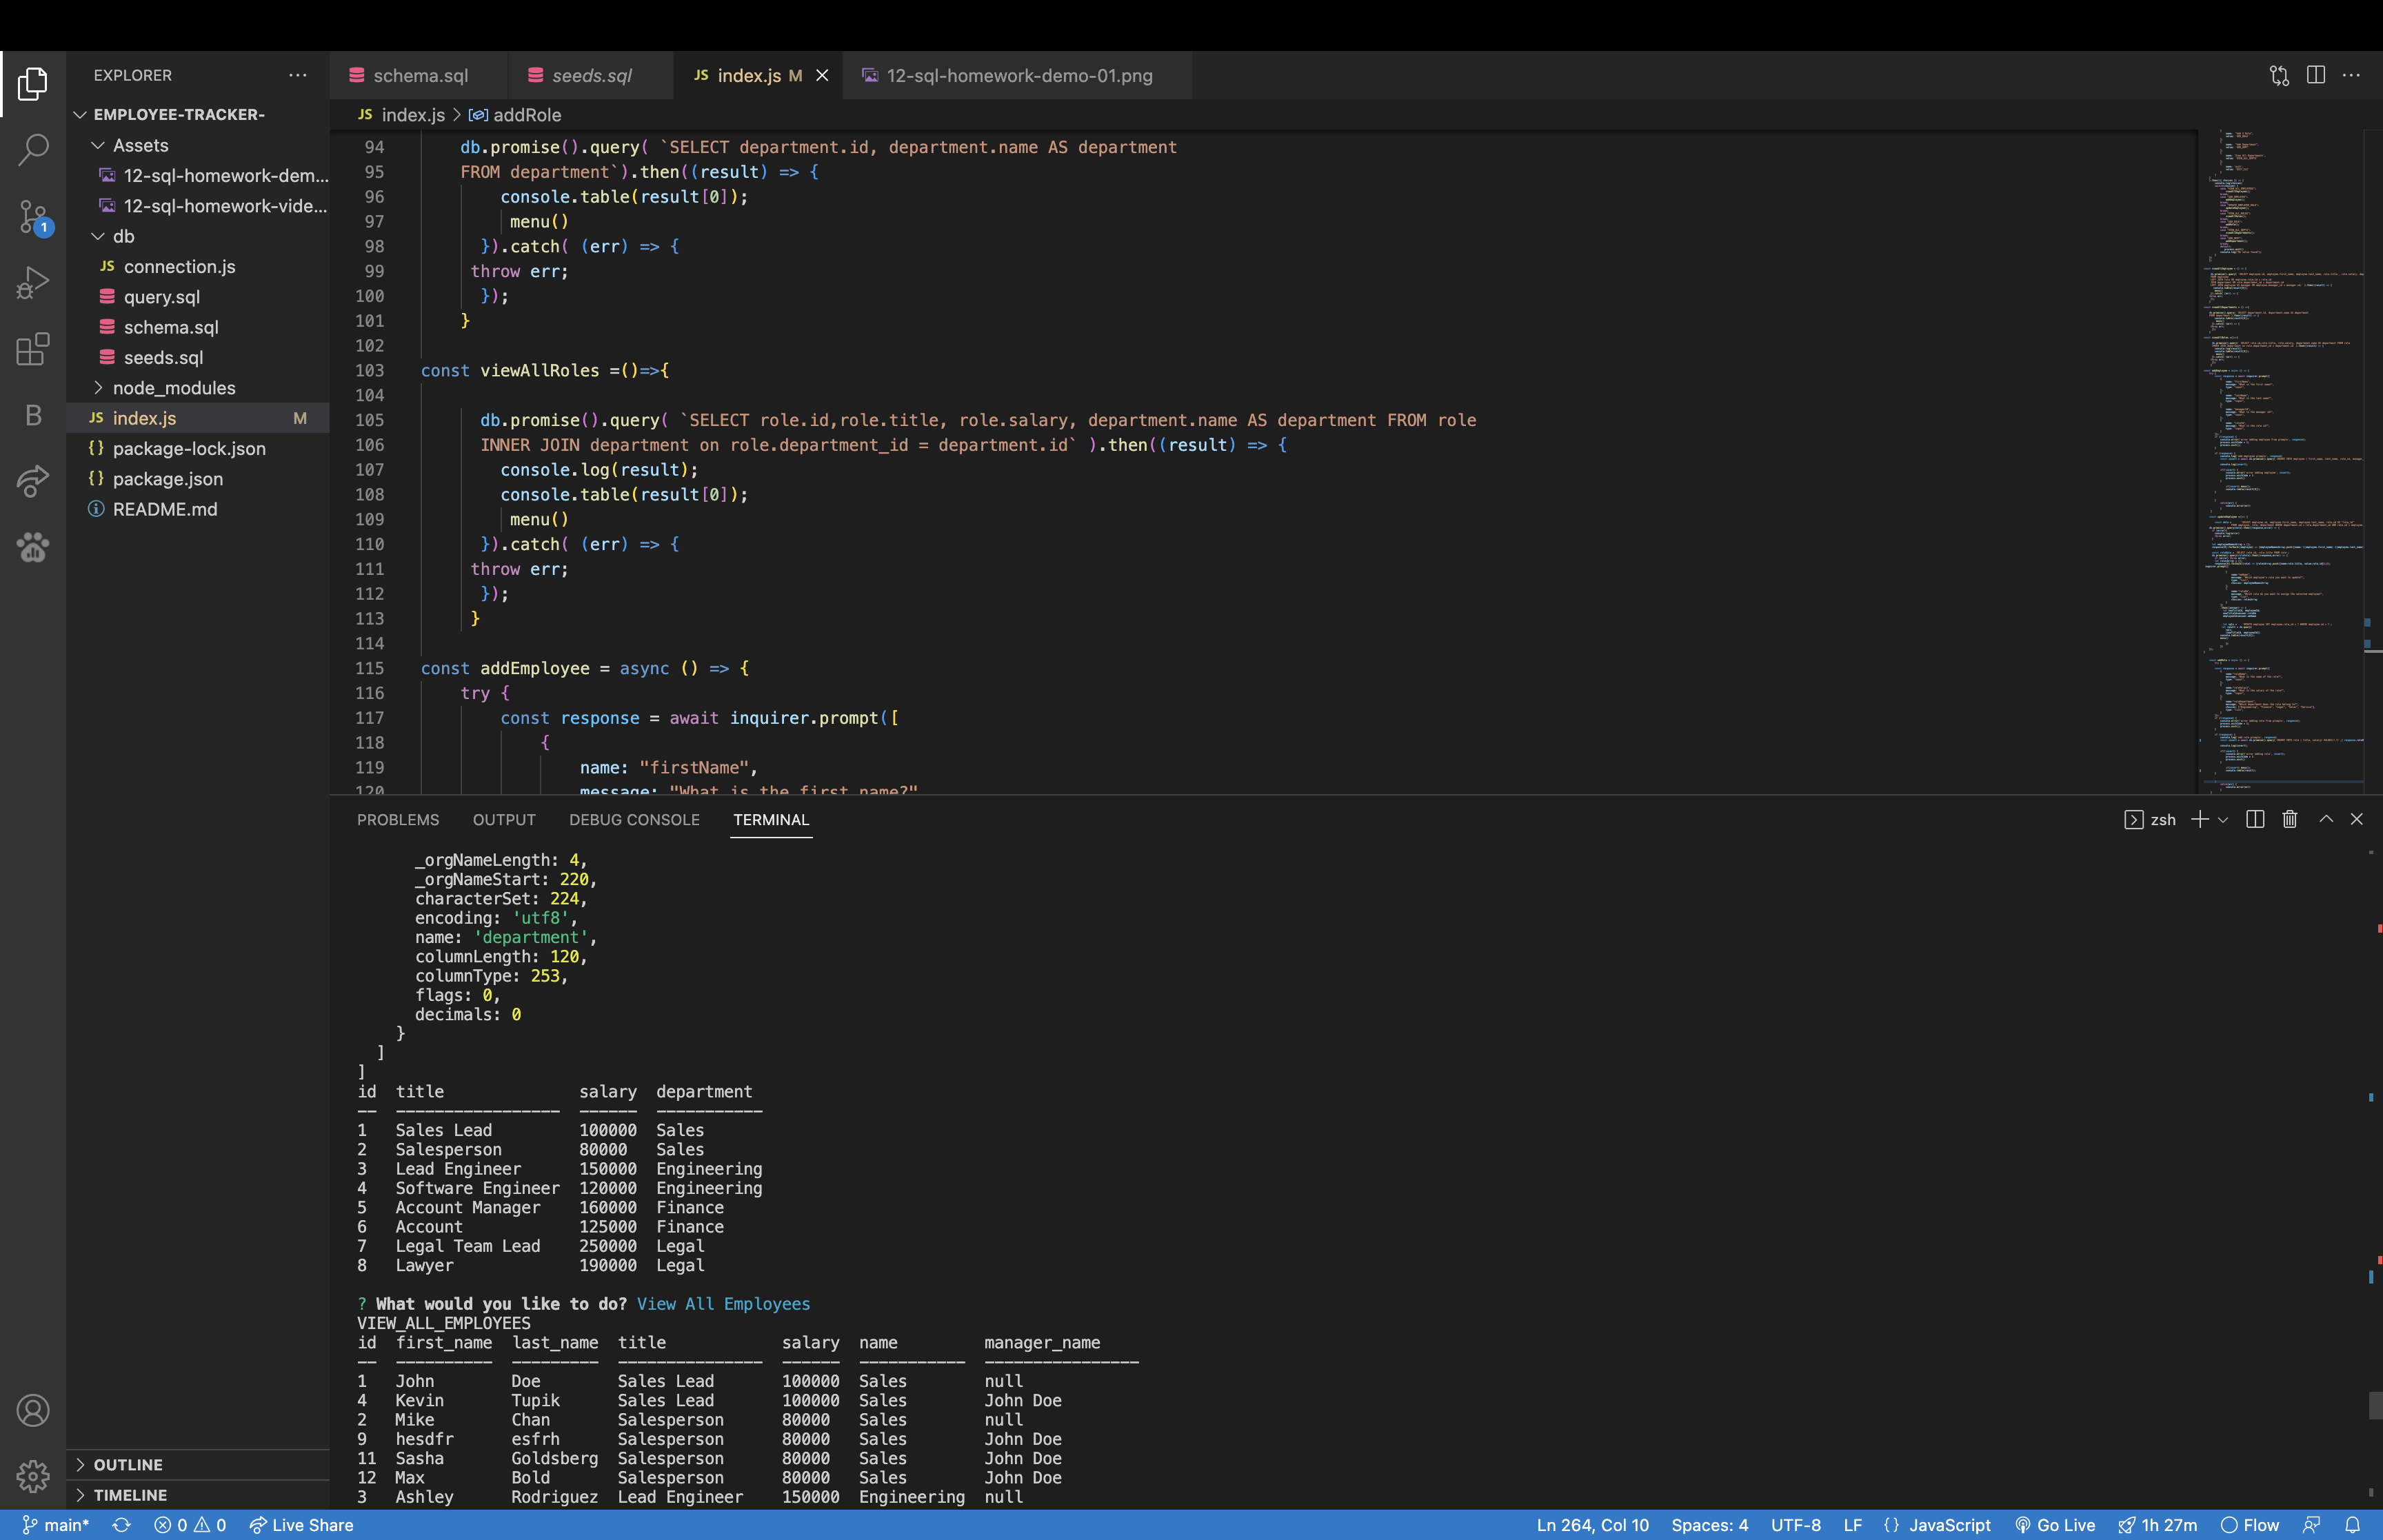 EXPLORER
EMPLOYEE-TRACKER-
Assets
12-sql-homework-dem...
12-sql-homework-vide...
db
JS connection.js
query.sql
schema.sql
seeds.sql
node_modules
JS index.js M
{} package-lock.json
{} package.json
README.md
OUTLINE
TIMELINE
schema.sql seeds.sql JS index.js M 12-sql-homework-demo-01.png
JS index.js > addRole
94 db.promise().query( `SELECT department.id, department.name AS department
95 FROM department`).then((result) => {
96 console.table(result[0]);
97 menu()
98 }).catch( (err) => {
99 throw err;
100 });
101 }
102
103 const viewAllRoles =()=>{
104
105 db.promise().query( `SELECT role.id,role.title, role.salary, department.name AS department FROM role
106 INNER JOIN department on role.department_id = department.id` ).then((result) => {
107 console.log(result);
108 console.table(result[0]);
109 menu()
110 }).catch( (err) => {
111 throw err;
112 });
113 }
114
115 const addEmployee = async () => {
116 try {
117 const response = await inquirer.prompt([
118 {
119 name: "firstName",
120 message: "What is the first name?"
PROBLEMS OUTPUT DEBUG CONSOLE TERMINAL zsh
_orgNameLength: 4,
_orgNameStart: 220,
characterSet: 224,
encoding: 'utf8',
name: 'department',
columnLength: 120,
columnType: 253,
flags: 0,
decimals: 0
}
]
]
id title salary department
-- ----------------- ------ -----------
1 Sales Lead 100000 Sales
2 Salesperson 80000 Sales
3 Lead Engineer 150000 Engineering
4 Software Engineer 120000 Engineering
5 Account Manager 160000 Finance
6 Account 125000 Finance
7 Legal Team Lead 250000 Legal
8 Lawyer 190000 Legal
? What would you like to do? View All Employees
VIEW_ALL_EMPLOYEES
id first_name last_name title salary name manager_name
-- ---------- --------- --------------- ------ ----------- ----------------
1 John Doe Sales Lead 100000 Sales null
4 Kevin Tupik Sales Lead 100000 Sales John Doe
2 Mike Chan Salesperson 80000 Sales null
9 hesdfr esfrh Salesperson 80000 Sales John Doe
11 Sasha Goldsberg Salesperson 80000 Sales John Doe
12 Max Bold Salesperson 80000 Sales John Doe
3 Ashley Rodriguez Lead Engineer 150000 Engineering null
main* 0 0 Live Share Ln 264, Col 10 Spaces: 4 UTF-8 LF {} JavaScript Go Live 1h 27m Flow